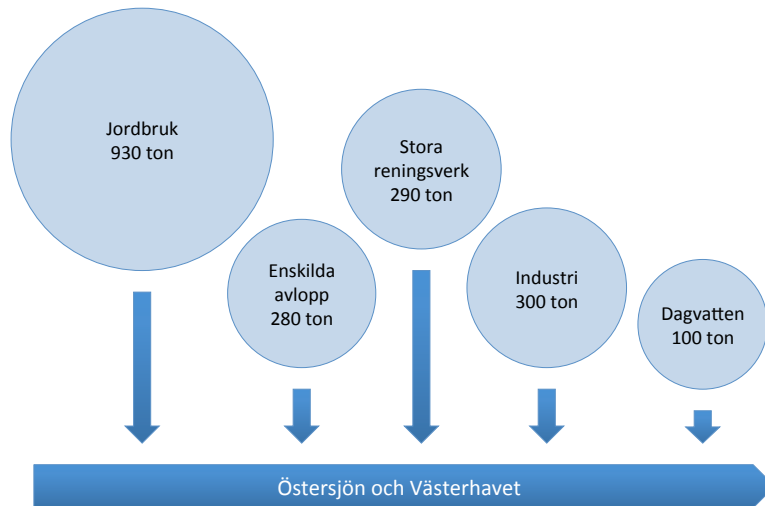 Jordbruk
930 ton
Enskilda
avlopp
280 ton
Stora
reningsverk
290 ton
Industri
300 ton
Dagvatten
100 ton
Östersjön och Västerhavet